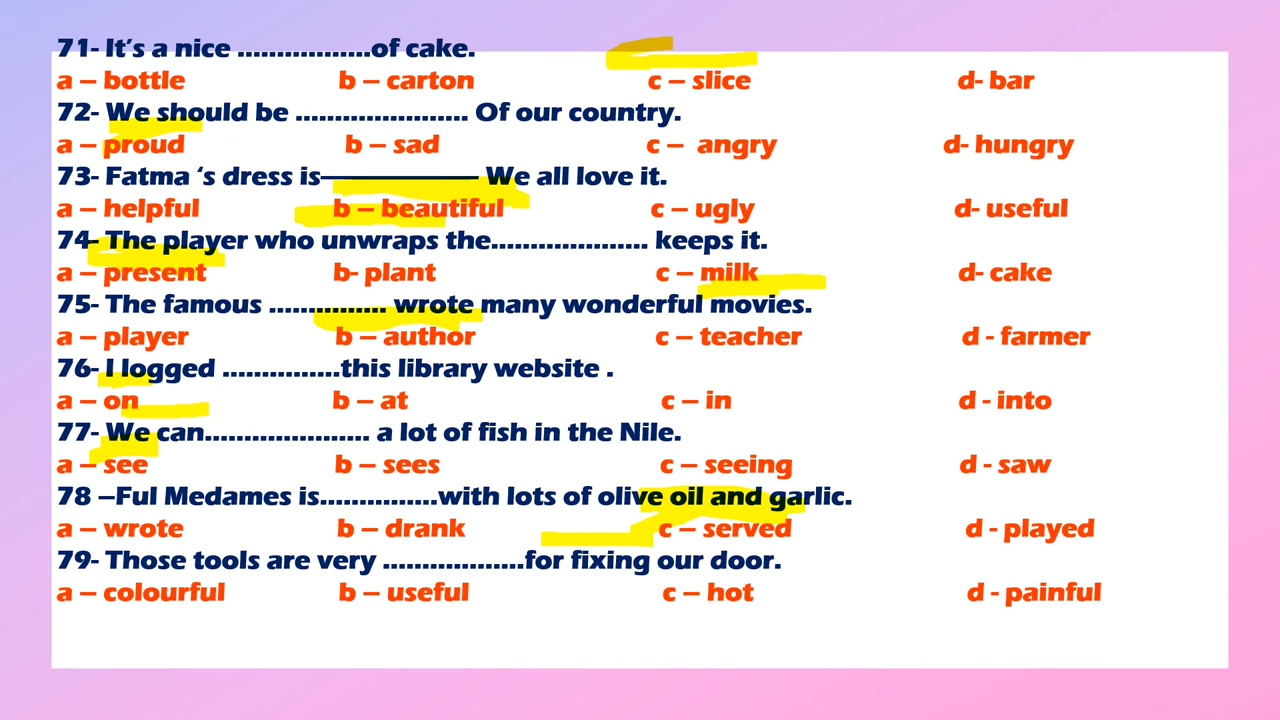 71- It's a nice .................of cake.
a – bottle b – carton c – slice d- bar
72- We should be ...................... Of our country.
a – proud b – sad c – angry d- hungry
73- Fatma 's dress is—————— We all love it.
a – helpful b – beautiful c – ugly d- useful
74- The player who unwraps the.................... keeps it.
a – present b- plant c – milk d- cake
75- The famous ............... wrote many wonderful movies.
a – player b – author c – teacher d - farmer
76- I logged ...............this library website .
a – on b – at c – in d - into
77- We can..................... a lot of fish in the Nile.
a – see b – sees c – seeing d - saw
78 –Ful Medames is...............with lots of olive oil and garlic.
a – wrote b – drank c – served d - played
79- Those tools are very ..................for fixing our door.
a – colourful b – useful c – hot d - painful